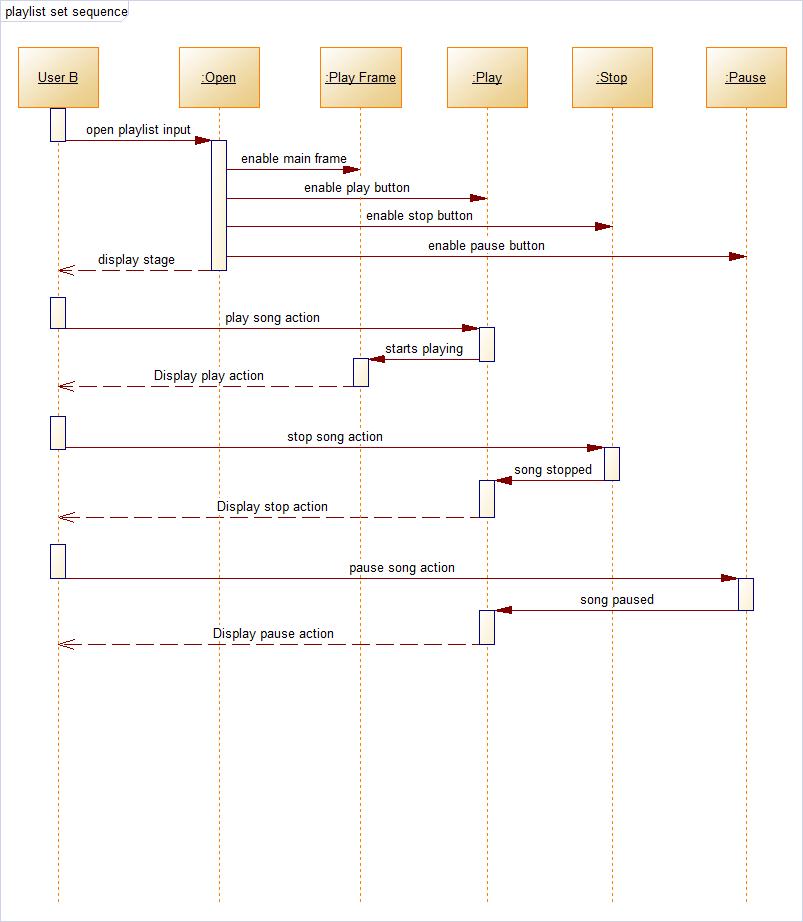 playlist set sequence
User B
:Open
:Play Frame
:Play
:Stop
:Pause
open playlist input
enable main frame
enable play button
enable stop button
enable pause button
display stage
play song action
starts playing
Display play action
stop song action
song stopped
Display stop action
pause song action
song paused
Display pause action